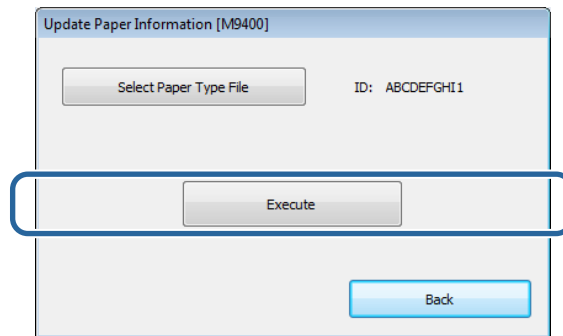 Update Paper Information [M9400]
Select Paper Type File
ID: ABCDEFGHI1
Execute
Back